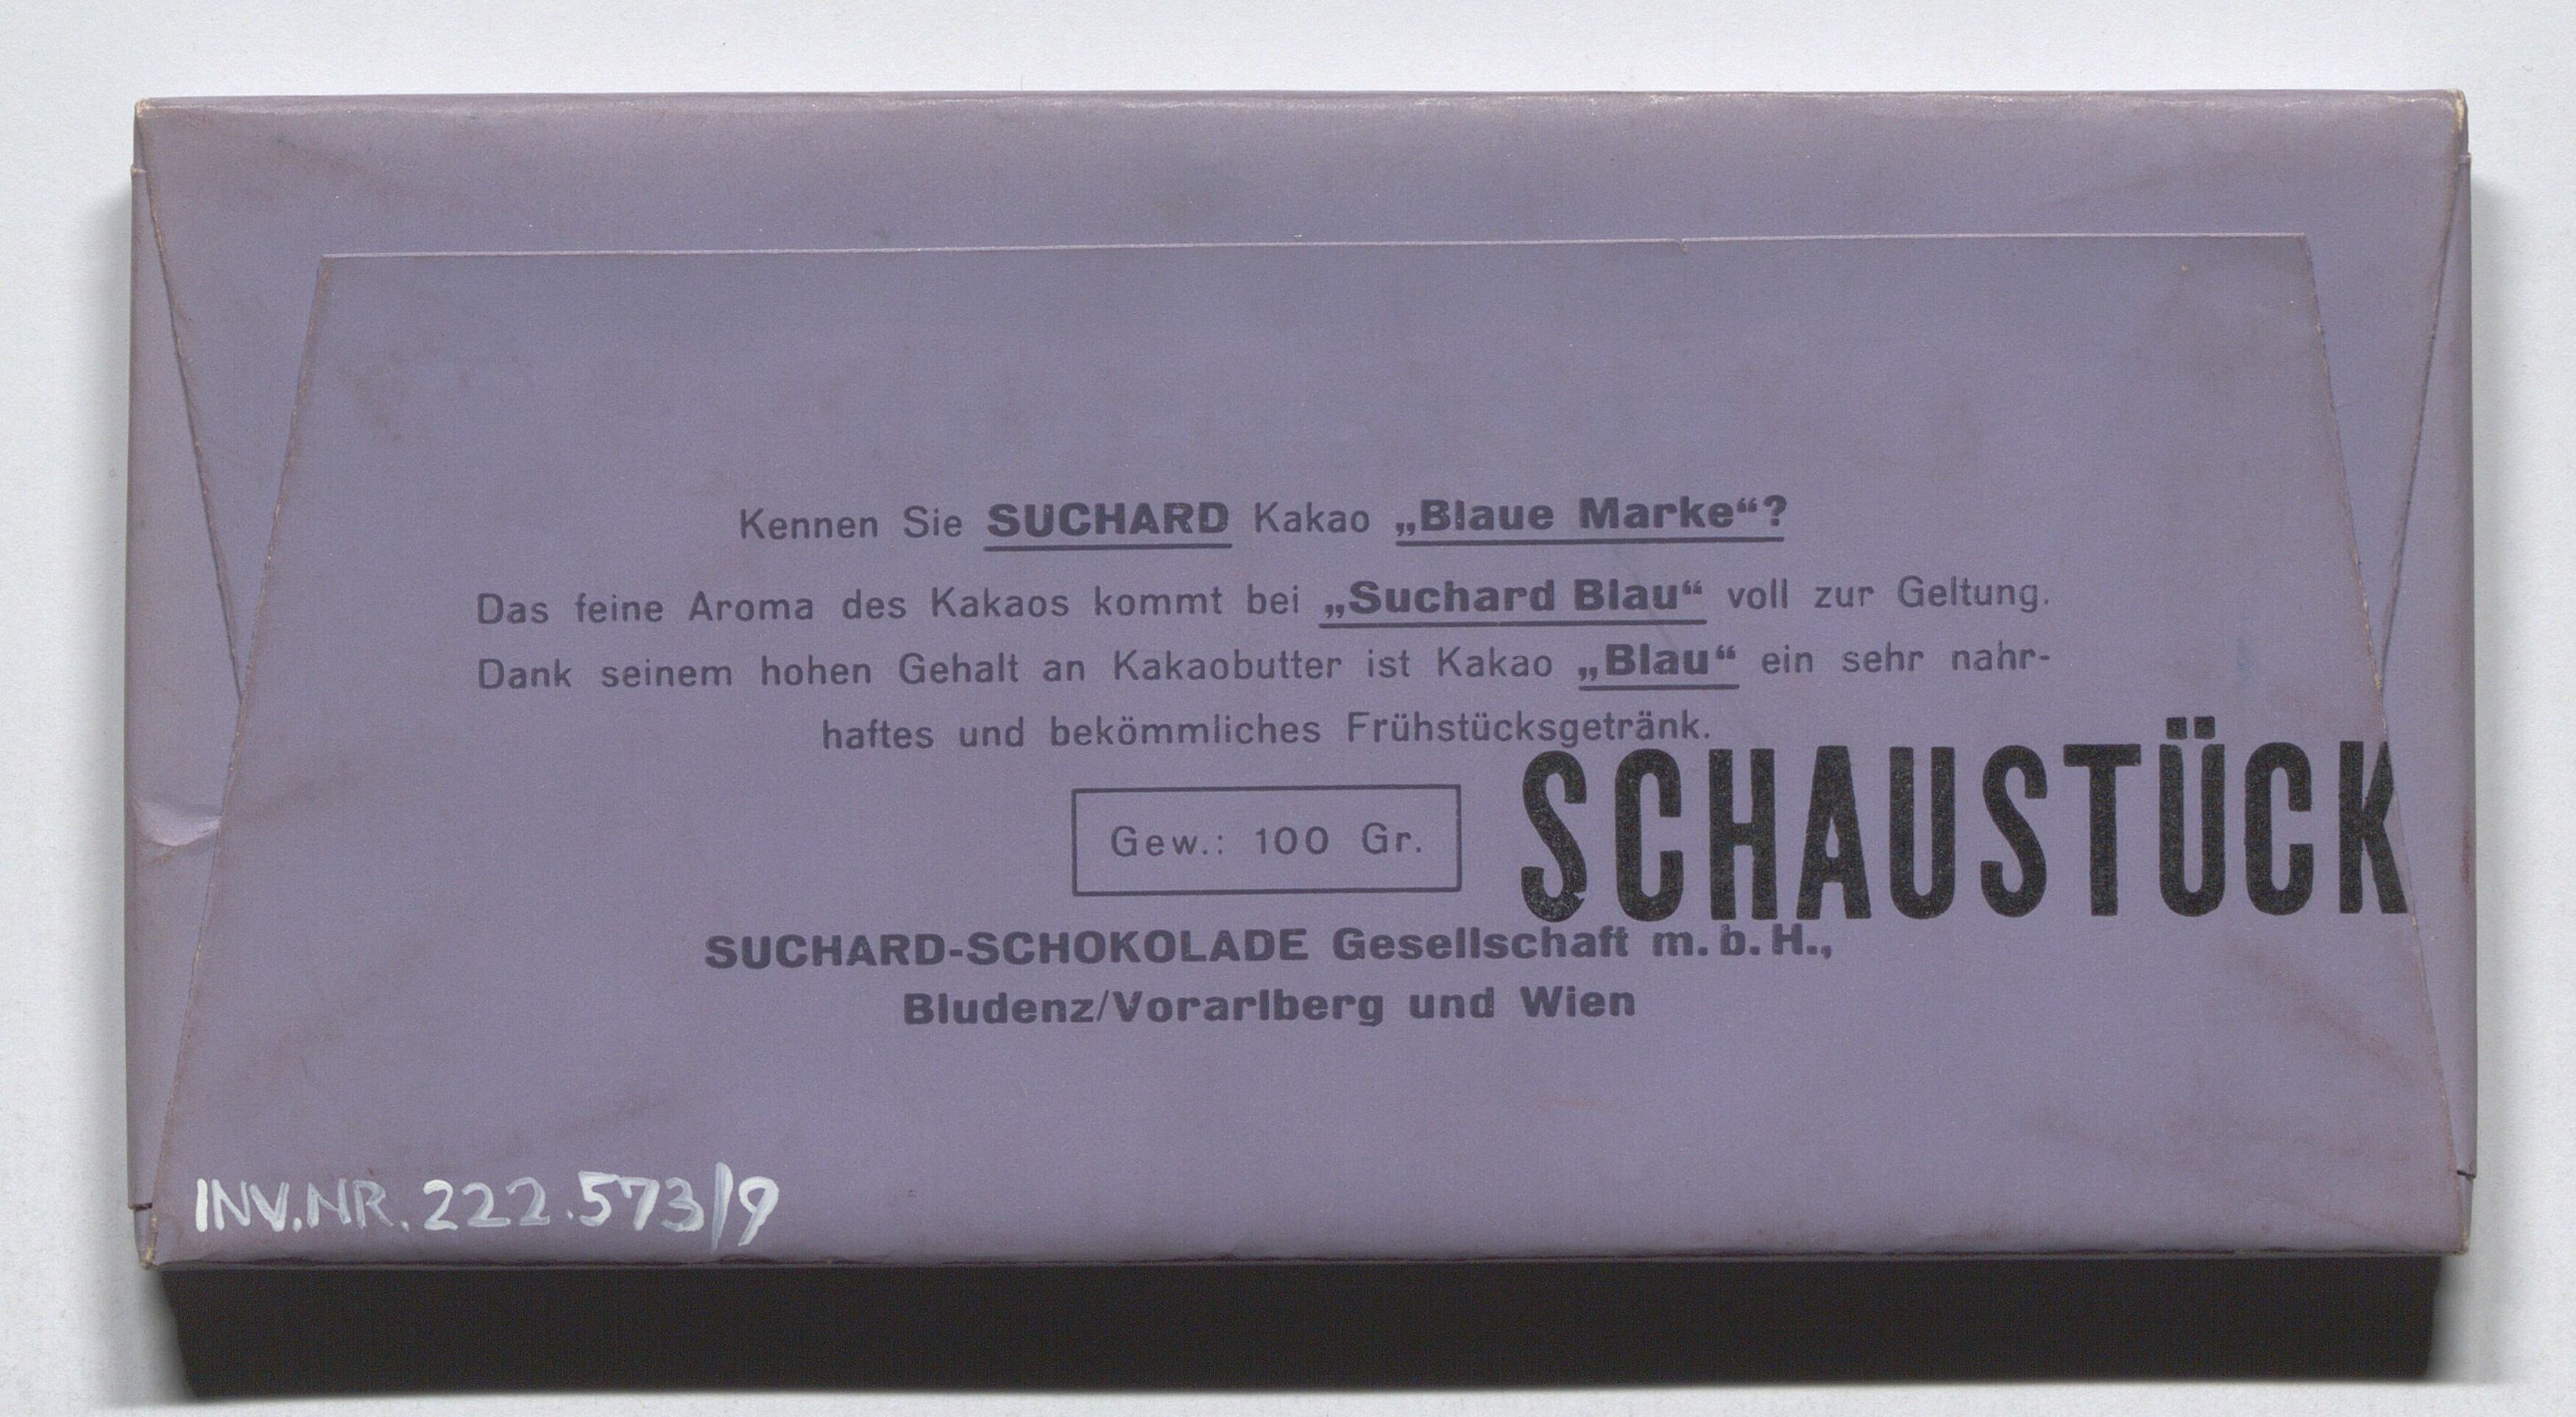 Kennen Sie SUCHARD Kakao „Blaue Marke“?
Das feine Aroma des Kakaos kommt bei „Suchard Blau“ voll zur Geltung.
Dank seinem hohen Gehalt an Kakaobutter ist Kakao „Blau“ ein sehr nahr-
haftes und bekömmliches Frühstücksgetränk.
Gew.: 100 Gr.
SCHAUSTÜCK
SUCHARD-SCHOKOLADE Gesellschaft m. b. H.,
Bludenz/Vorarlberg und Wien
INV.NR. 222.573/9